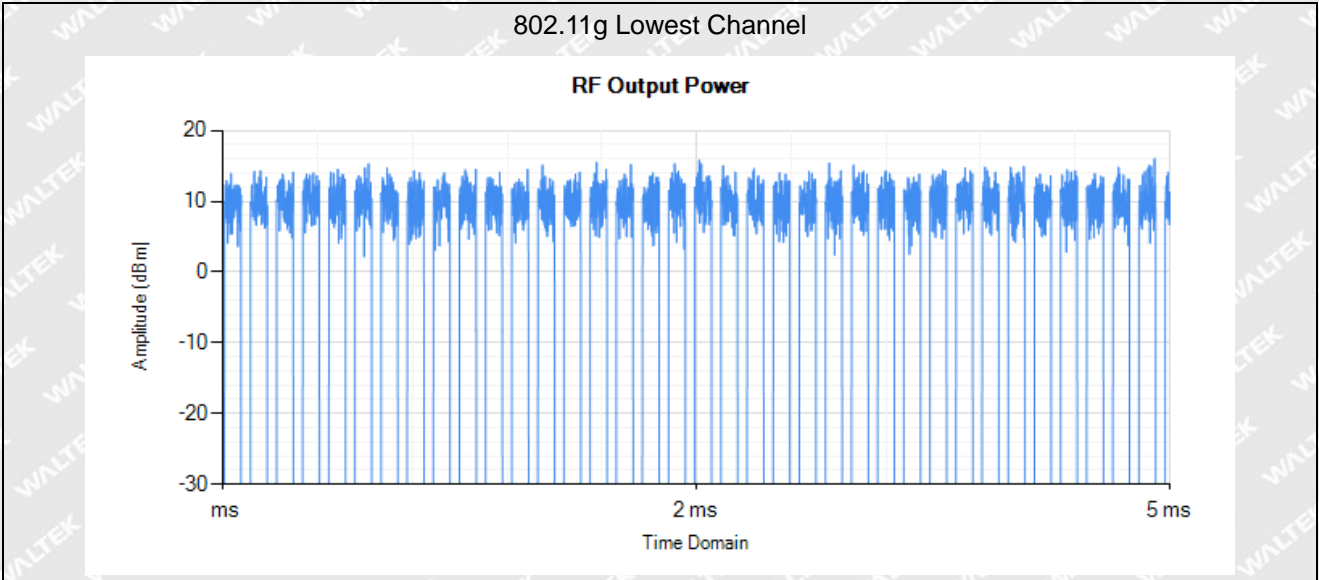 802.11g Lowest Channel
RF Output Power
20
10
0
-10
-20
-30
Amplitude [dBm]
ms
2 ms
5 ms
Time Domain
WALTEK